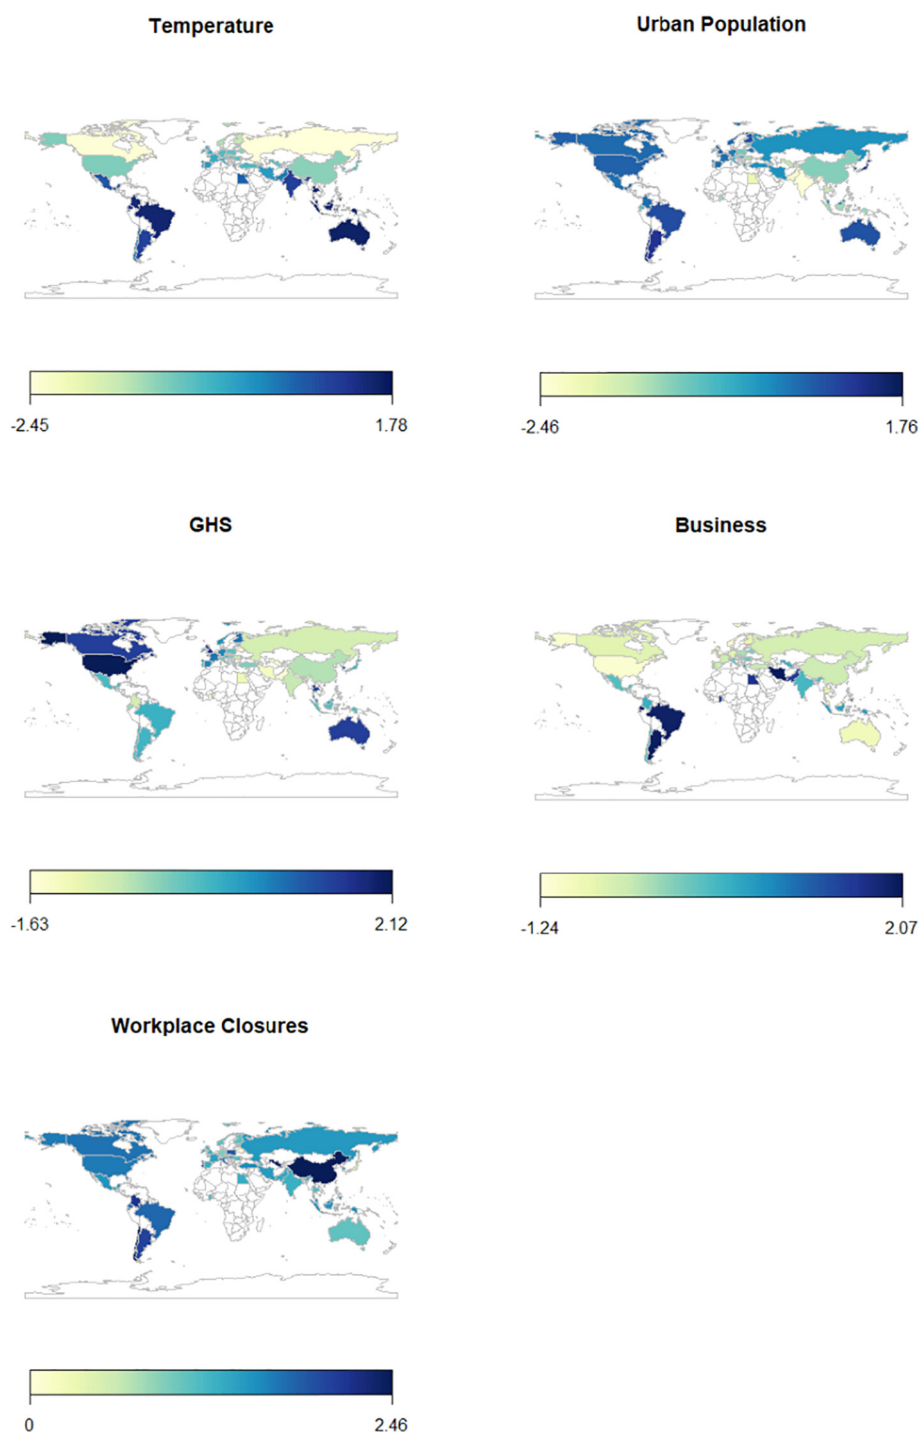 Temperature
Urban Population
-2.45 1.78
-2.46 1.76
GHS
Business
-1.63 2.12
-1.24 2.07
Workplace Closures
0 2.46